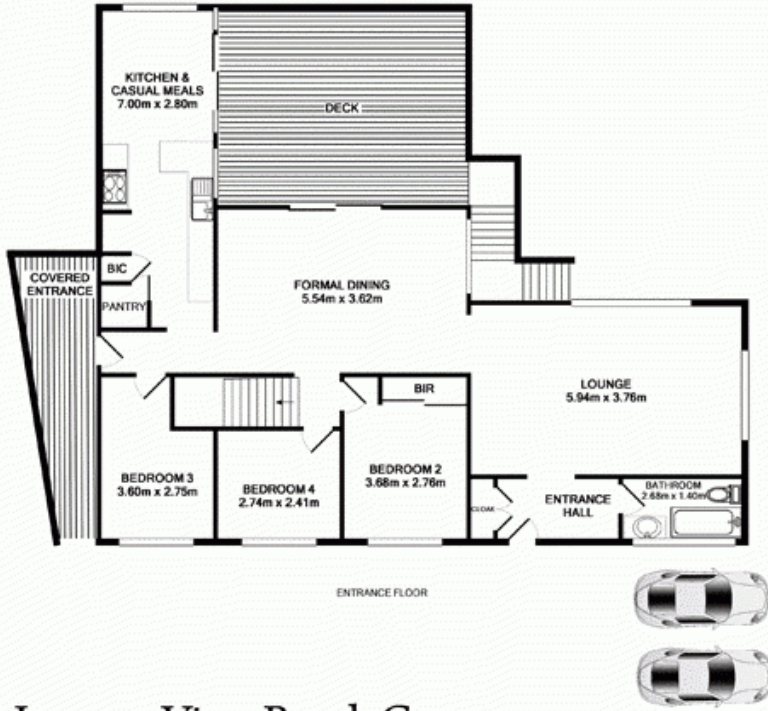 KITCHEN &
CASUAL MEALS
7.00m x 2.80m
DECK
BIC
COVERED
ENTRANCE
PANTRY
FORMAL DINING
5.54m x 3.62m
BIR
LOUNGE
5.94m x 3.76m
BEDROOM 3
3.60m x 2.75m
BEDROOM 4
2.74m x 2.41m
BEDROOM 2
3.68m x 2.76m
CLOAK
ENTRANCE
HALL
BATHROOM
2.68m x 1.40m
ENTRANCE FLOOR